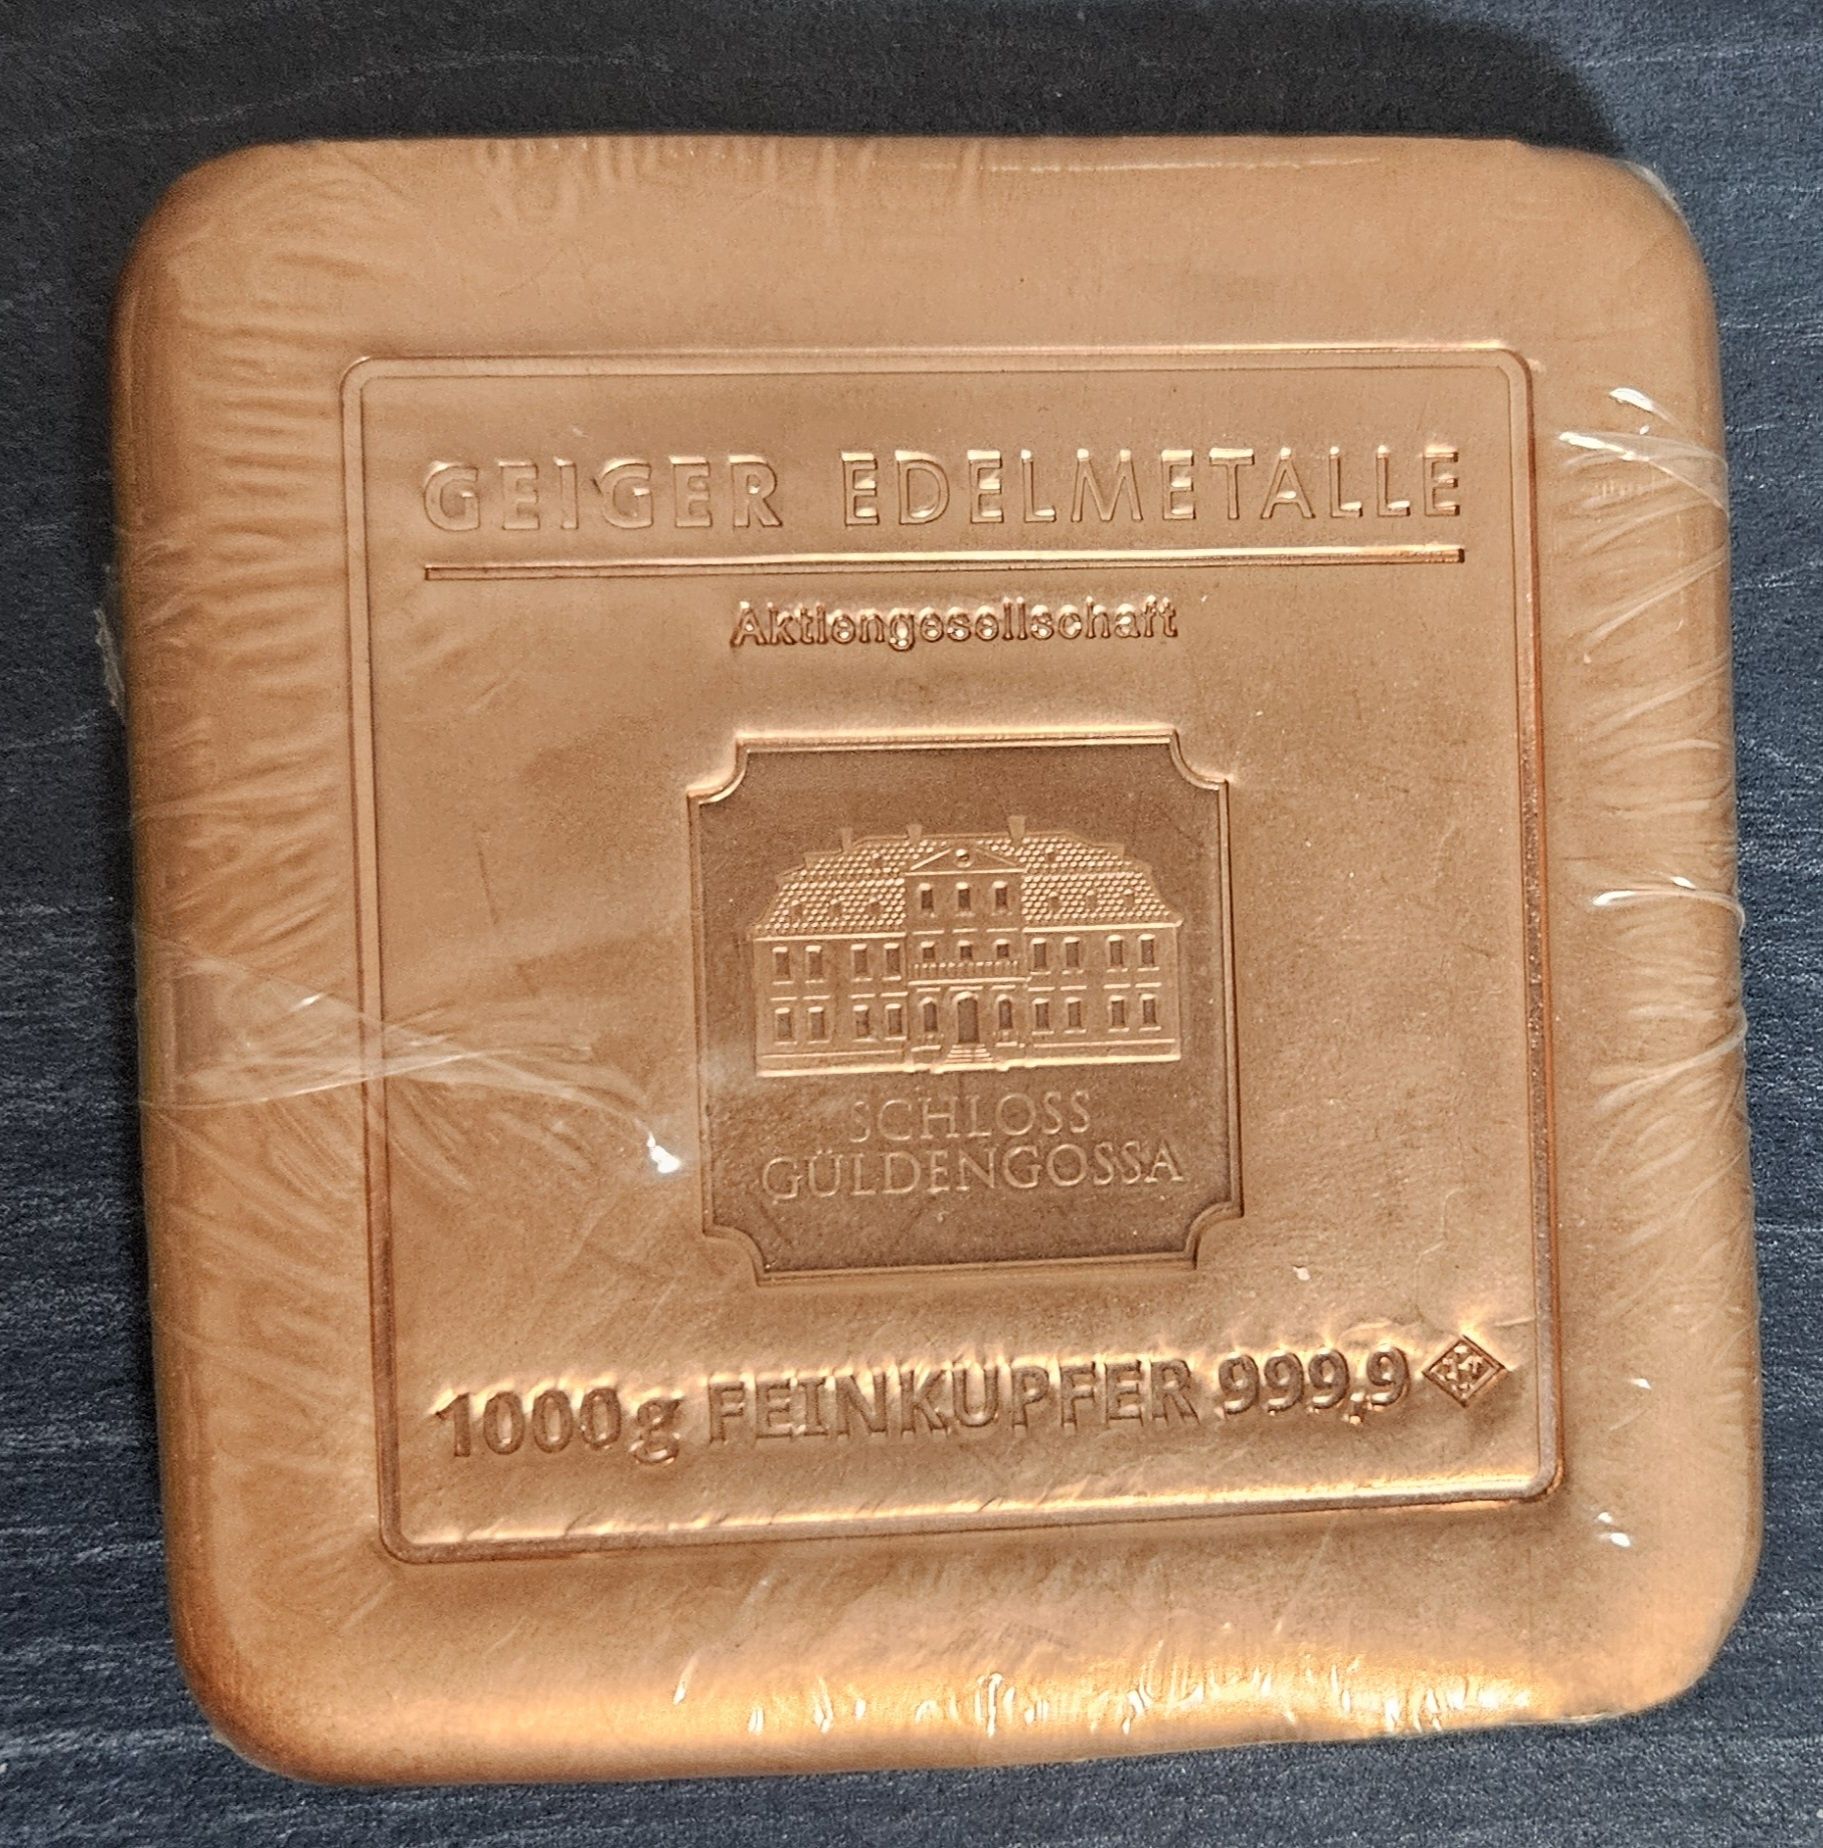 GEIGER EDELMETALLE
Aktiengesellschaft
SCHLOSS
GÜLDENGOSSA
1000g FEINKUPFER 999,9